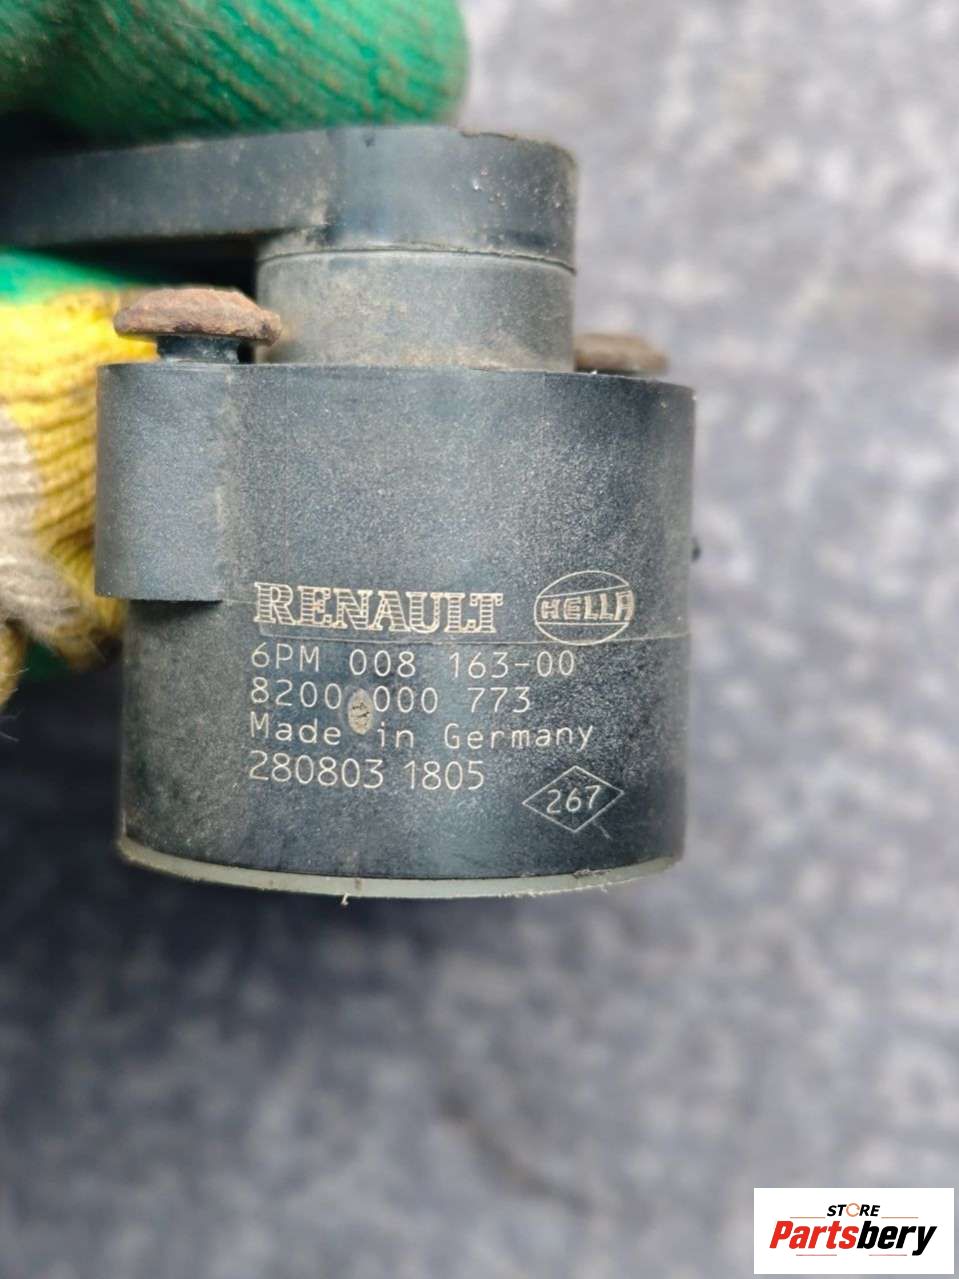 RENAULT HELLA
6PM 008 163-00
8200 000 773
Made in Germany
280803 1805
267
STORE
Partsbery